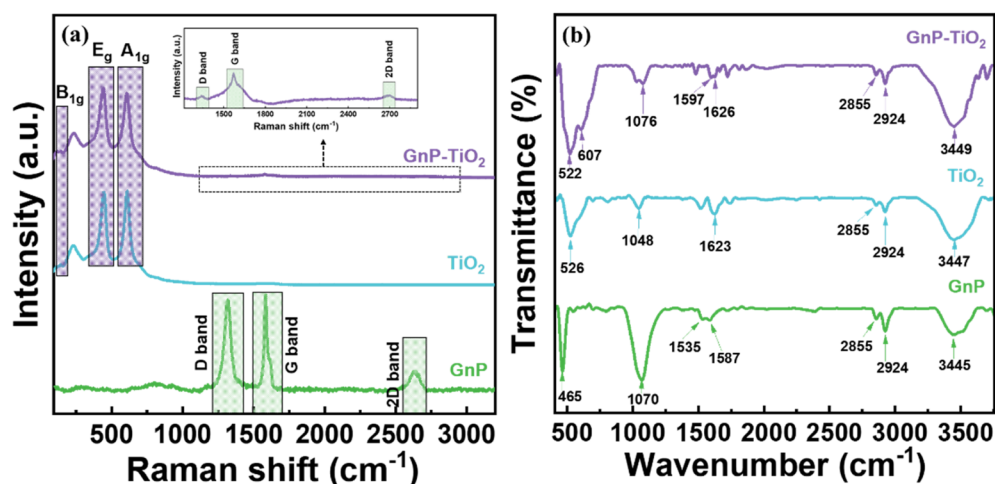 (a)
B1g
Eg
A1g
Intensity (a.u.)
D band
G band
2D band
1500
1800
2100
2400
2700
Raman shift (cm-1)
Intensity (a.u.)
GnP-TiO2
TiO2
D band
G band
2D band
GnP
500
1000
1500
2000
2500
3000
Raman shift (cm-1)
Intensity (a.u.)
(b)
GnP-TiO2
522
607
1076
1597
1626
2855
2924
3449
TiO2
526
1048
1623
2855
2924
3447
GnP
465
1070
1535
1587
2855
2924
3445
500
1000
1500
2000
2500
3000
3500
Wavenumber (cm-1)
Transmittance (%)